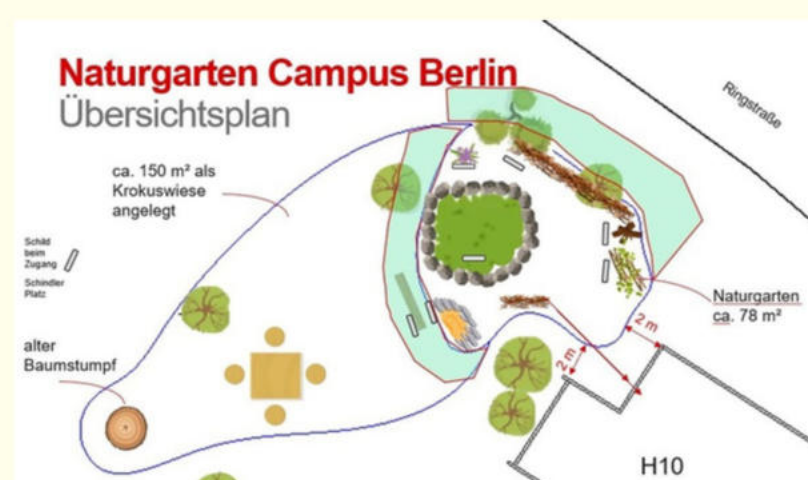 Naturgarten Campus Berlin
Übersichtsplan
Ringstraße
ca. 150 m² als
Krokuswiese
angelegt
Schild
beim
Zugang
Schindler
Platz
Naturgarten
ca. 78 m²
2 m
2 m
alter
Baumstumpf
H10